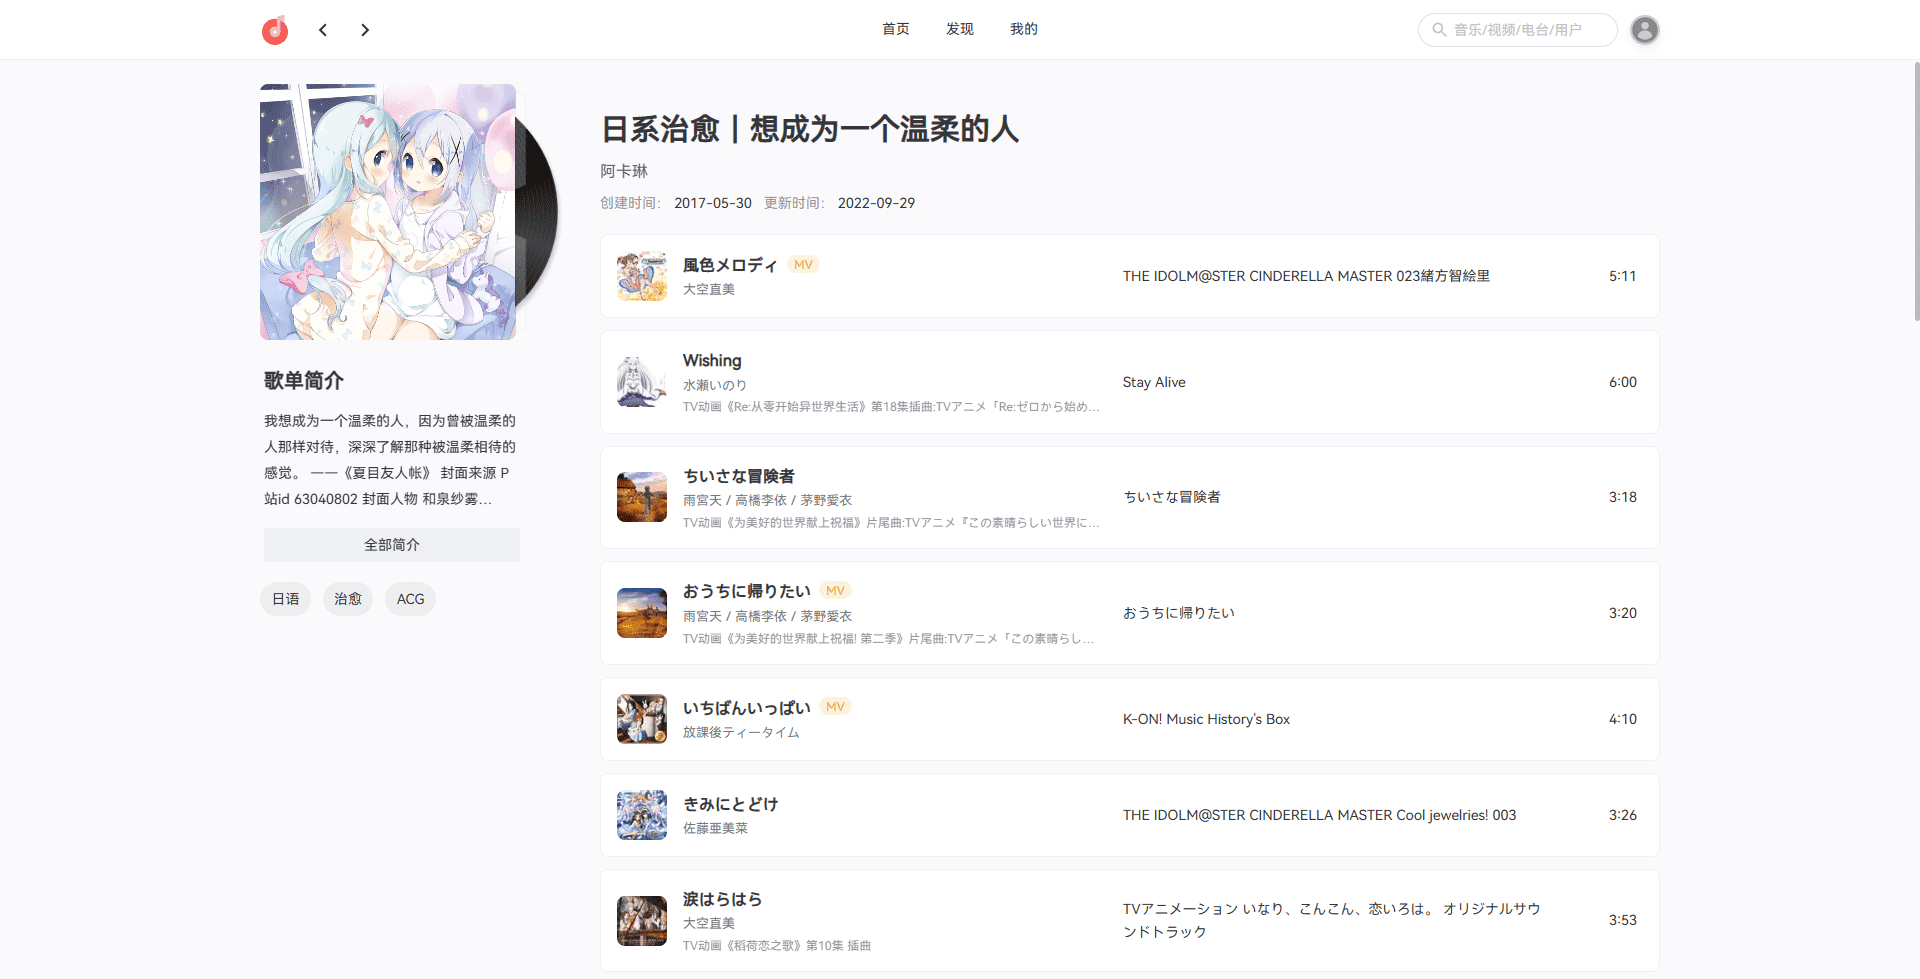 首页
发现
我的
音乐/视频/电台/用户
日系治愈丨想成为一个温柔的人
阿卡琳
创建时间： 2017-05-30 更新时间： 2022-09-29
歌单简介
我想成为一个温柔的人，因为曾被温柔的
人那样对待，深深了解那种被温柔相待的
感觉。 ——《夏目友人帐》 封面来源 P
站id 63040802 封面人物 和泉纱雾...
全部简介
日语
治愈
ACG
風色メロディ MV
大空直美
THE IDOLM@STER CINDERELLA MASTER 023緒方智絵里
5:11
Wishing
水瀬いのり
TV动画《Re:从零开始异世界生活》第18集插曲:TVアニメ「Re:ゼロから始め...
Stay Alive
6:00
ちいさな冒険者
雨宮天 / 高橋李依 / 茅野愛衣
TV动画《为美好的世界献上祝福》片尾曲:TVアニメ『この素晴らしい世界に...
ちいさな冒険者
3:18
おうちに帰りたい MV
雨宮天 / 高橋李依 / 茅野愛衣
TV动画《为美好的世界献上祝福! 第二季》片尾曲:TVアニメ「この素晴らし...
おうちに帰りたい
3:20
いちばんいっぱい MV
放課後ティータイム
K-ON! Music History's Box
4:10
きみにとどけ
佐藤亜美菜
THE IDOLM@STER CINDERELLA MASTER Cool jewelries! 003
3:26
涙はらはら
大空直美
TV动画《稻荷恋之歌》第10集 插曲
TVアニメーション いなり、こんこん、恋いろは。 オリジナルサウ
ンドトラック
3:53